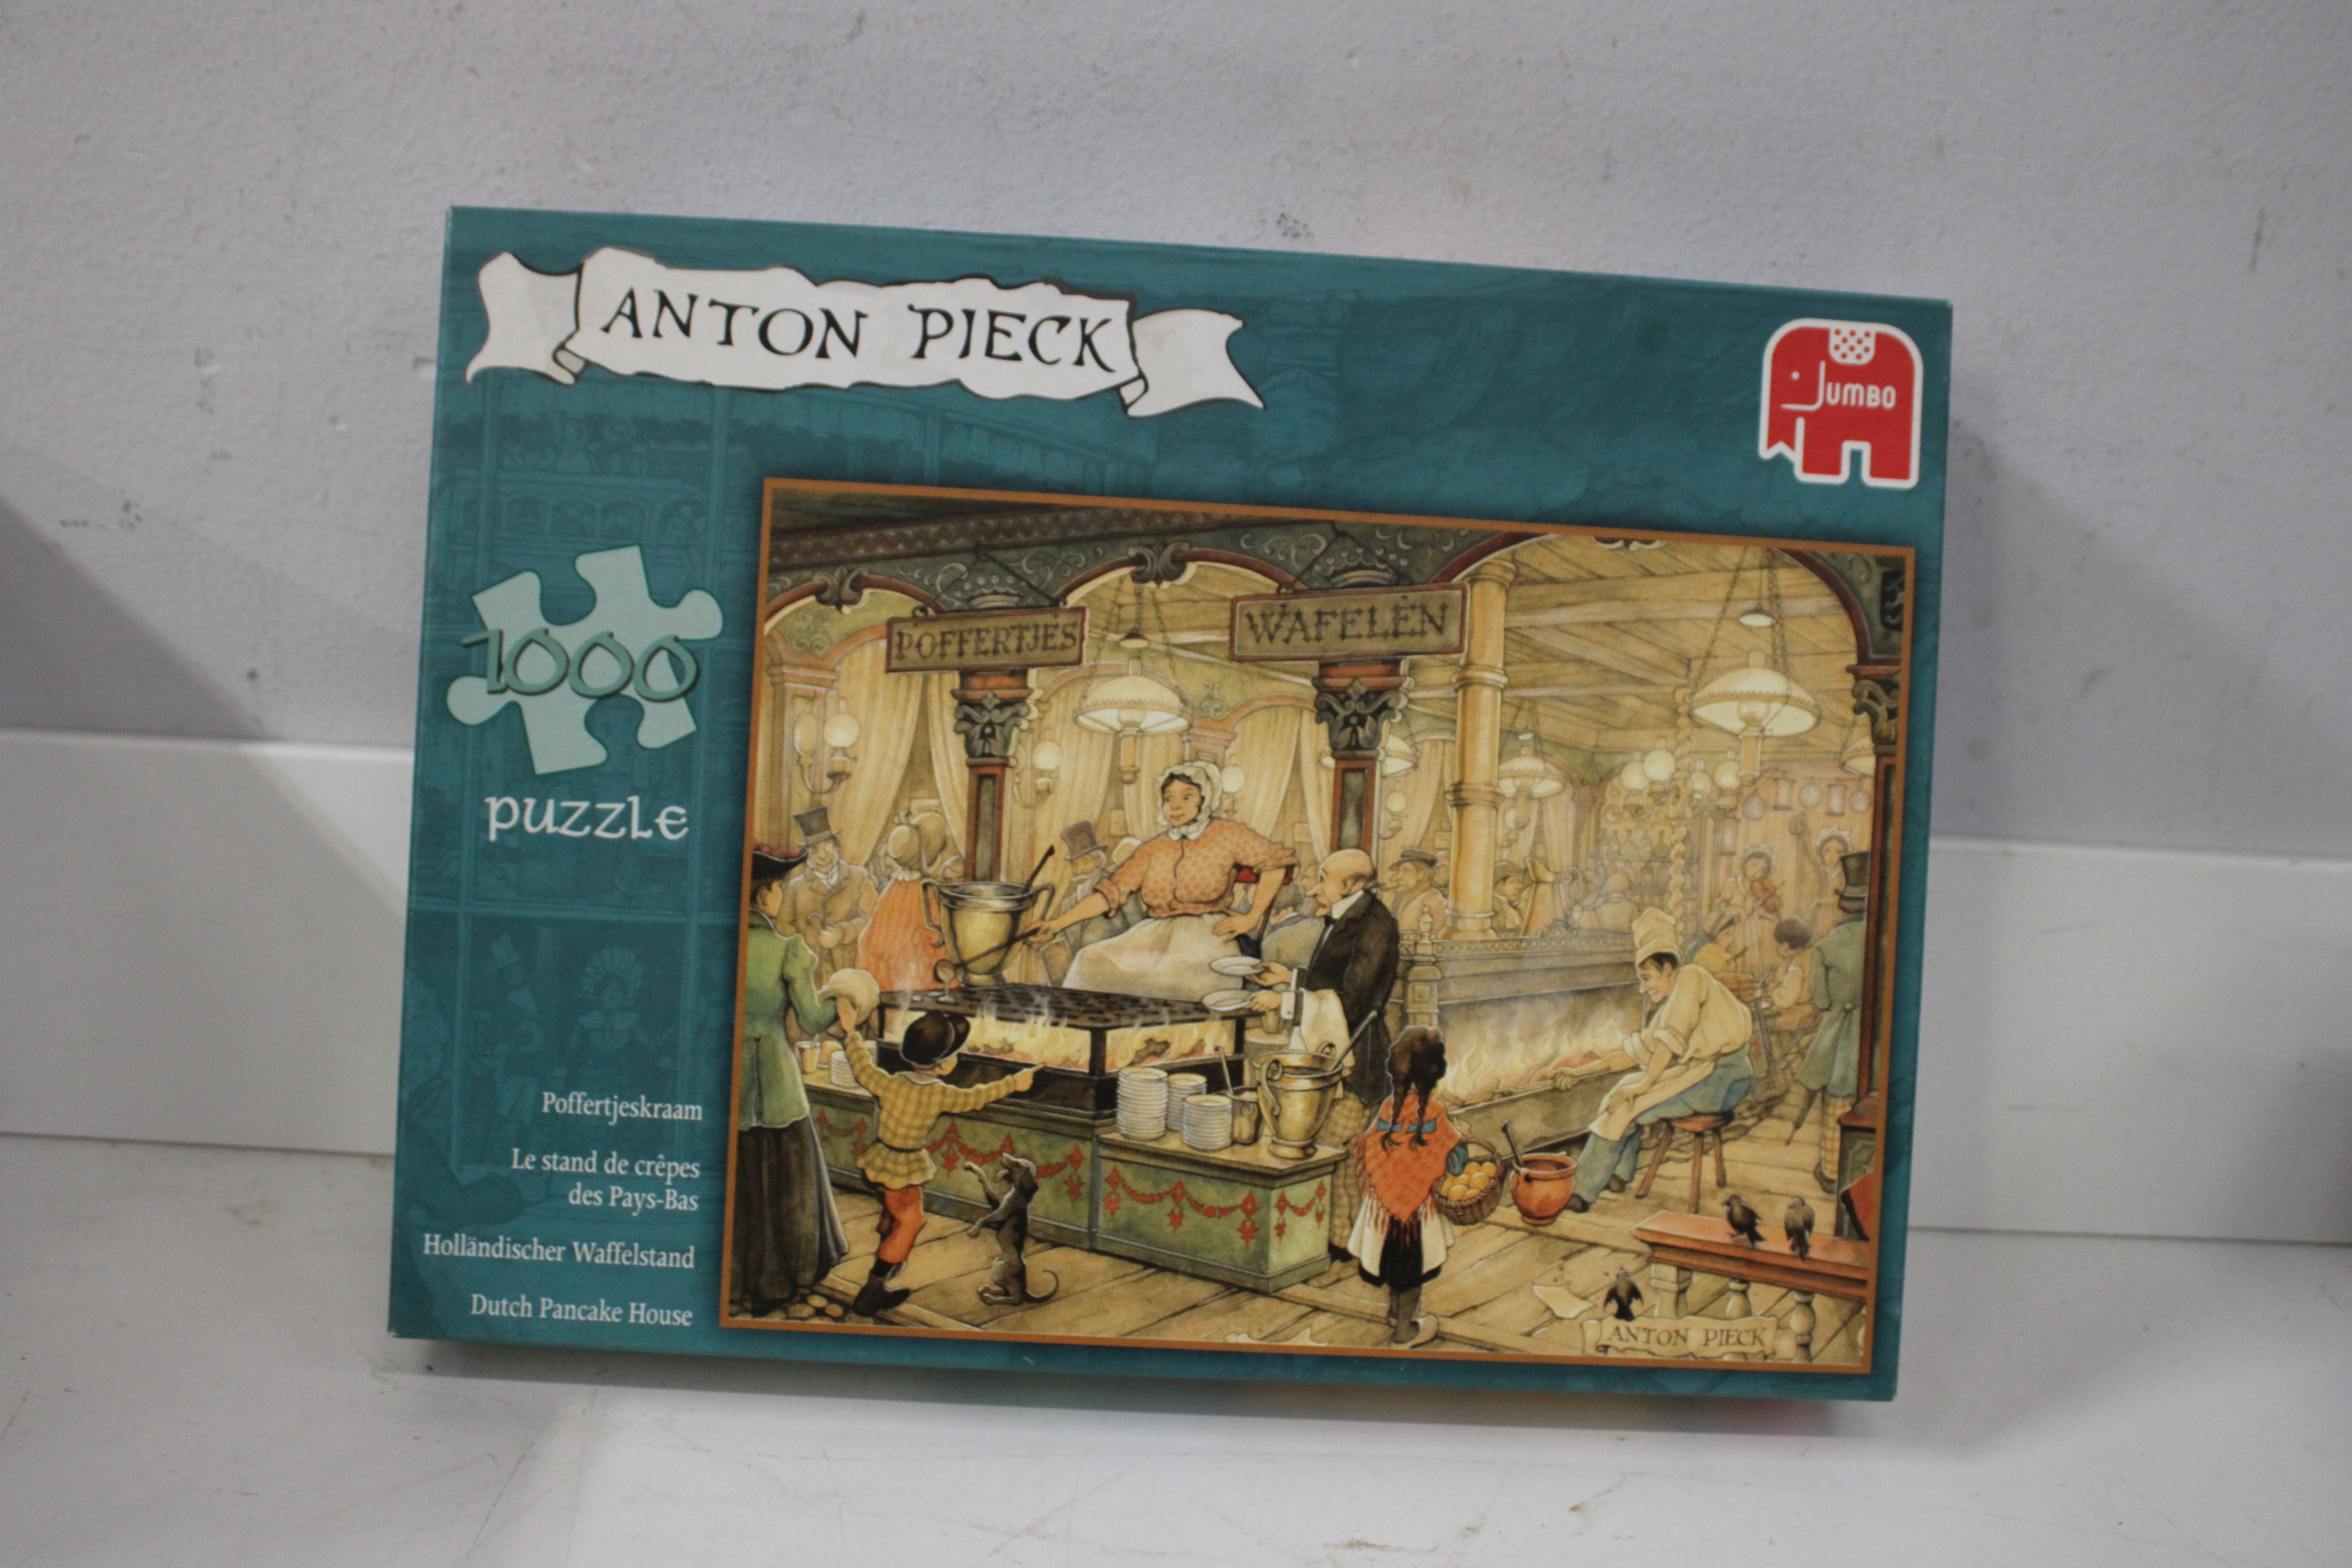 ANTON PIECK
JUMBO
1000
puzzle
POFFERTJES
WAFELEN
Poffertjeskraam
Le stand de crêpes
des Pays-Bas
Holländischer Waffelstand
Dutch Pancake House
ANTON PIECK